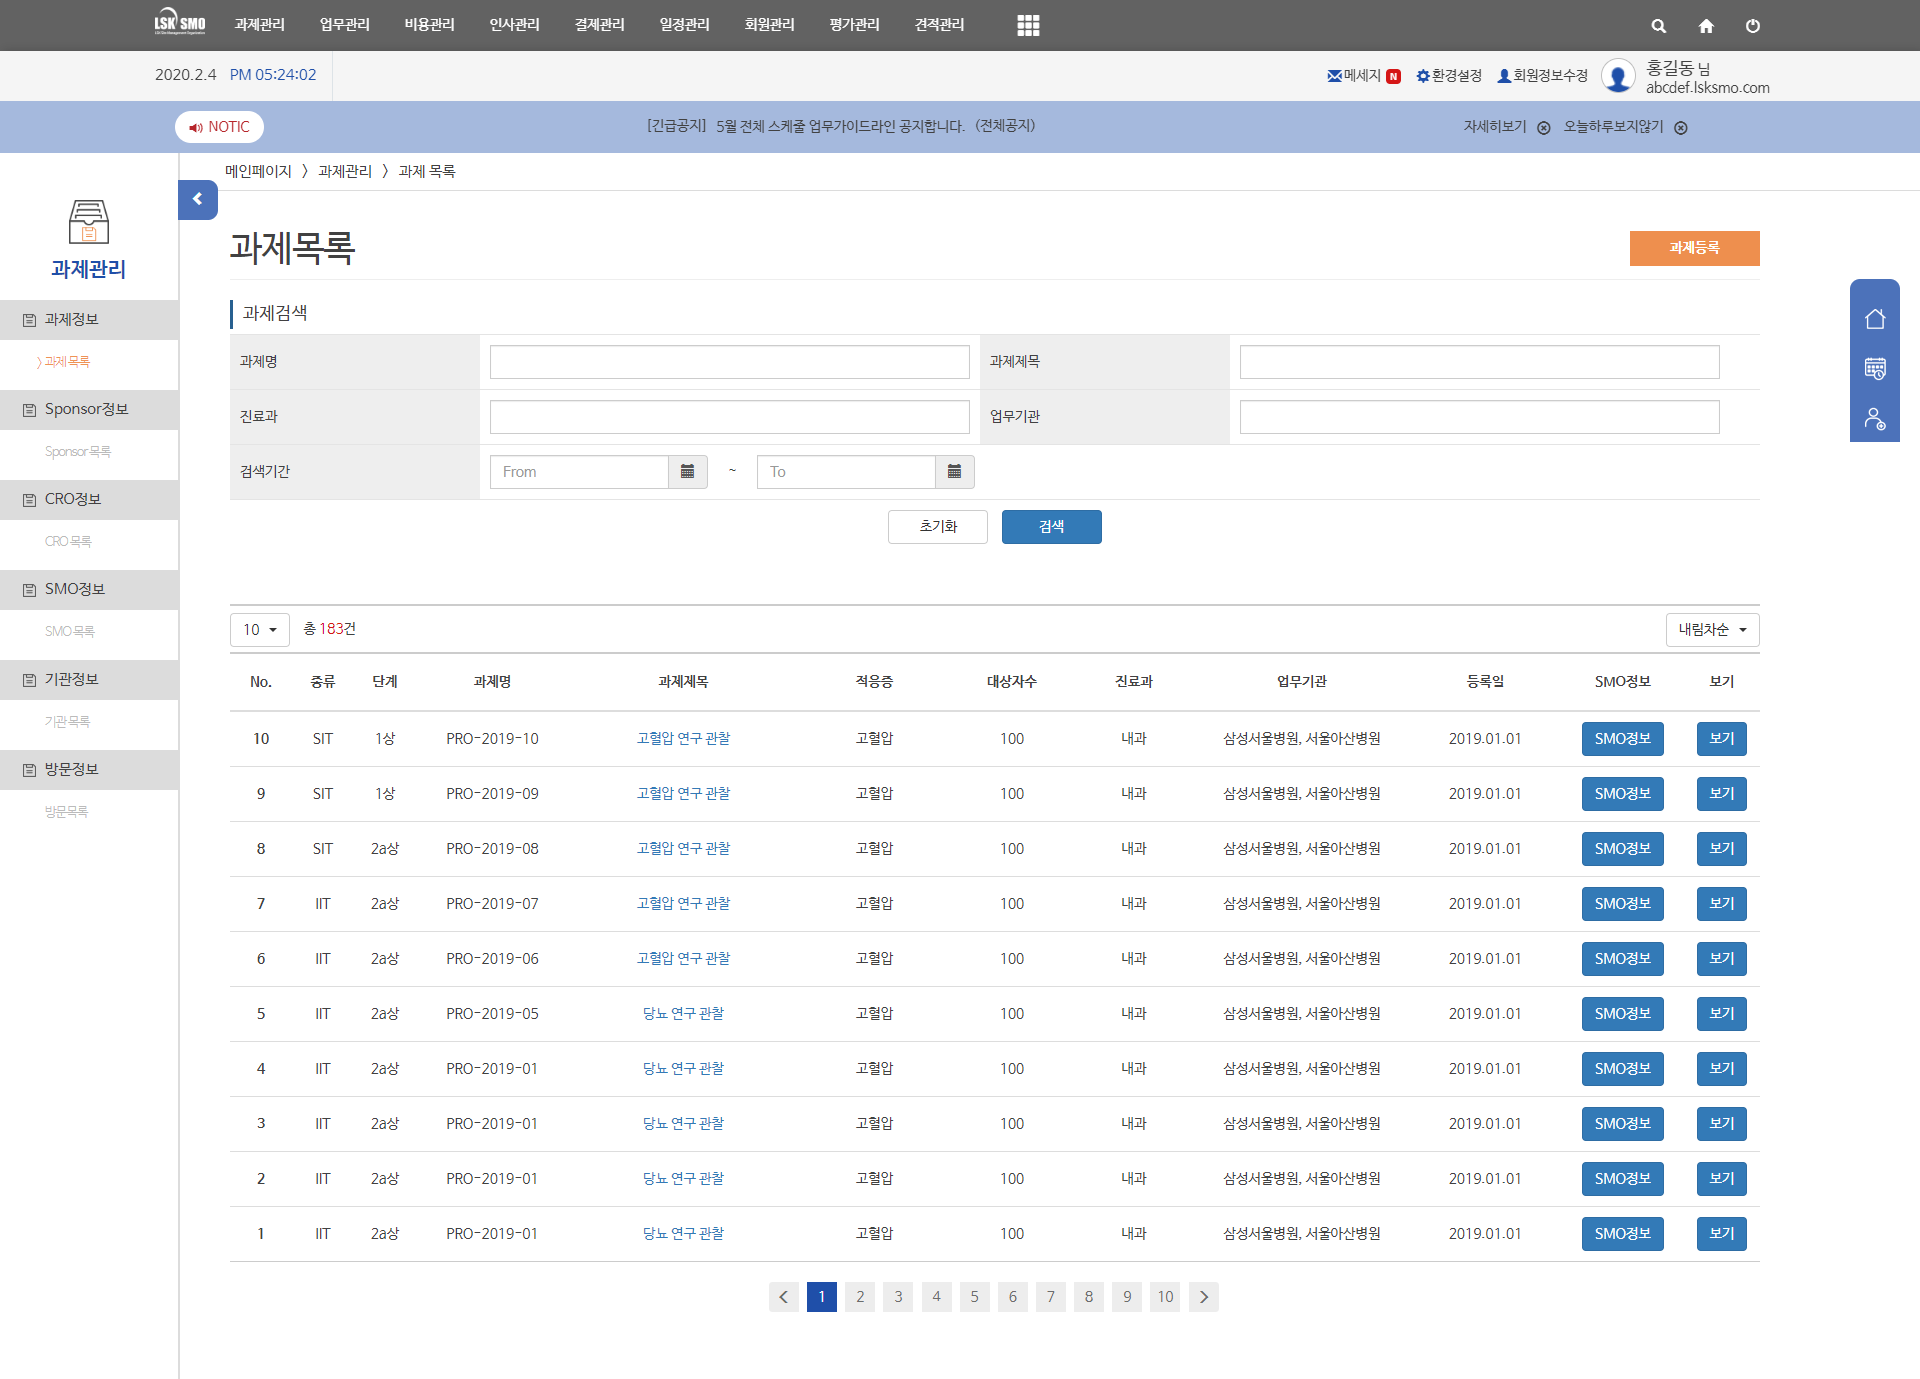 LSK SMO 과제관리 업무관리 비용관리 인사관리 결제관리 일정관리 회원관리 평가관리 견적관리
2020.2.4 PM 05:24:02 메세지 N 환경설정 회원정보수정 홍길동 님
abcdef.lsksmo.com
NOTIC [긴급공지] 5월 전체 스케줄 업무가이드라인 공지합니다. (전체공지) 자세히보기 오늘하루보지않기
메인페이지 > 과제관리 > 과제 목록
과제관리
과제정보
> 과제목록
Sponsor정보
Sponsor목록
CRO정보
CRO목록
SMO정보
SMO목록
기관정보
기관목록
방문정보
방문목록
과제목록 과제등록
과제검색
과제명 과제제목
진료과 업무기관
검색기간 From ~ To
초기화 검색
10 총 183건 내림차순
No. 종류 단계 과제명 과제제목 적응증 대상자수 진료과 업무기관 등록일 SMO정보 보기
10 SIT 1상 PRO-2019-10 고혈압 연구 관찰 고혈압 100 내과 삼성서울병원, 서울아산병원 2019.01.01 SMO정보 보기
9 SIT 1상 PRO-2019-09 고혈압 연구 관찰 고혈압 100 내과 삼성서울병원, 서울아산병원 2019.01.01 SMO정보 보기
8 SIT 2a상 PRO-2019-08 고혈압 연구 관찰 고혈압 100 내과 삼성서울병원, 서울아산병원 2019.01.01 SMO정보 보기
7 IIT 2a상 PRO-2019-07 고혈압 연구 관찰 고혈압 100 내과 삼성서울병원, 서울아산병원 2019.01.01 SMO정보 보기
6 IIT 2a상 PRO-2019-06 고혈압 연구 관찰 고혈압 100 내과 삼성서울병원, 서울아산병원 2019.01.01 SMO정보 보기
5 IIT 2a상 PRO-2019-05 당뇨 연구 관찰 고혈압 100 내과 삼성서울병원, 서울아산병원 2019.01.01 SMO정보 보기
4 IIT 2a상 PRO-2019-01 당뇨 연구 관찰 고혈압 100 내과 삼성서울병원, 서울아산병원 2019.01.01 SMO정보 보기
3 IIT 2a상 PRO-2019-01 당뇨 연구 관찰 고혈압 100 내과 삼성서울병원, 서울아산병원 2019.01.01 SMO정보 보기
2 IIT 2a상 PRO-2019-01 당뇨 연구 관찰 고혈압 100 내과 삼성서울병원, 서울아산병원 2019.01.01 SMO정보 보기
1 IIT 2a상 PRO-2019-01 당뇨 연구 관찰 고혈압 100 내과 삼성서울병원, 서울아산병원 2019.01.01 SMO정보 보기
< 1 2 3 4 5 6 7 8 9 10 >